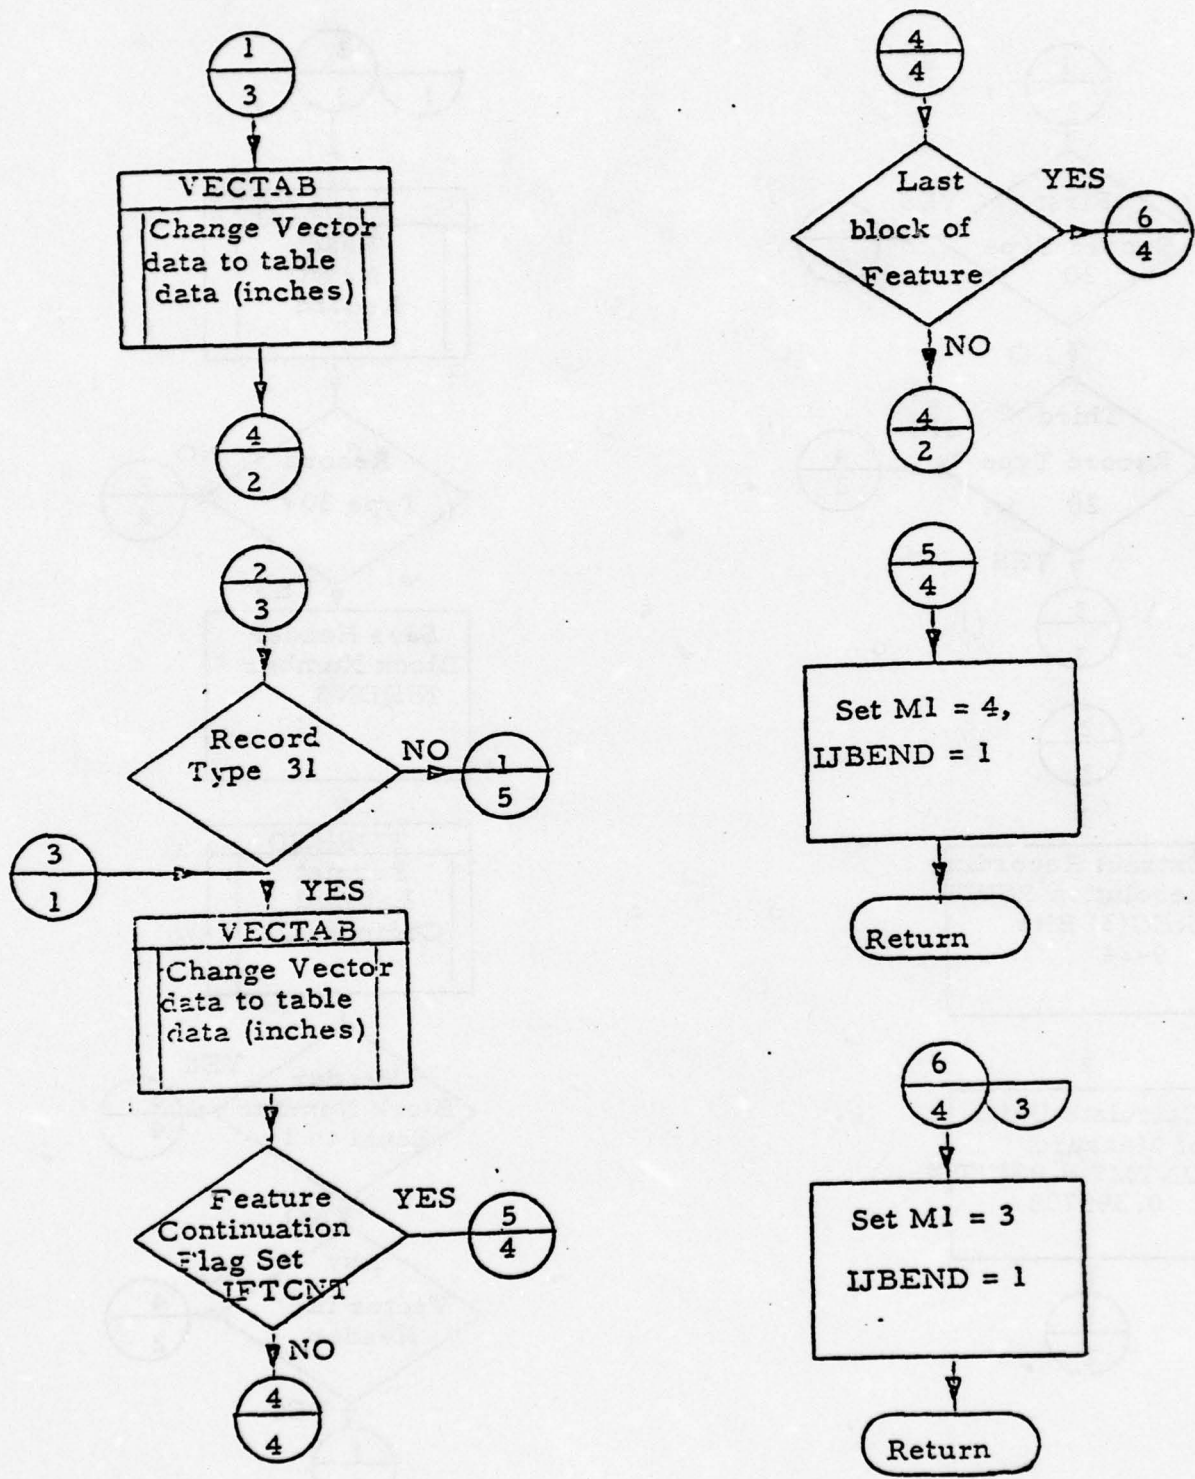 1
3
VECTAB
Change Vector
data to table
data (inches)
4
2
2
3
Record
Type 31
NO
1
5
3
1
YES
VECTAB
Change Vector
data to table
data (inches)
Feature
Continuation
Flag Set
IFTCNT
YES
5
4
NO
4
4
4
4
Last
block of
Feature
YES
6
4
NO
4
2
5
4
Set M1 = 4,
IJBEND = 1
Return
6
4
3
Set M1 = 3
IJBEND = 1
Return